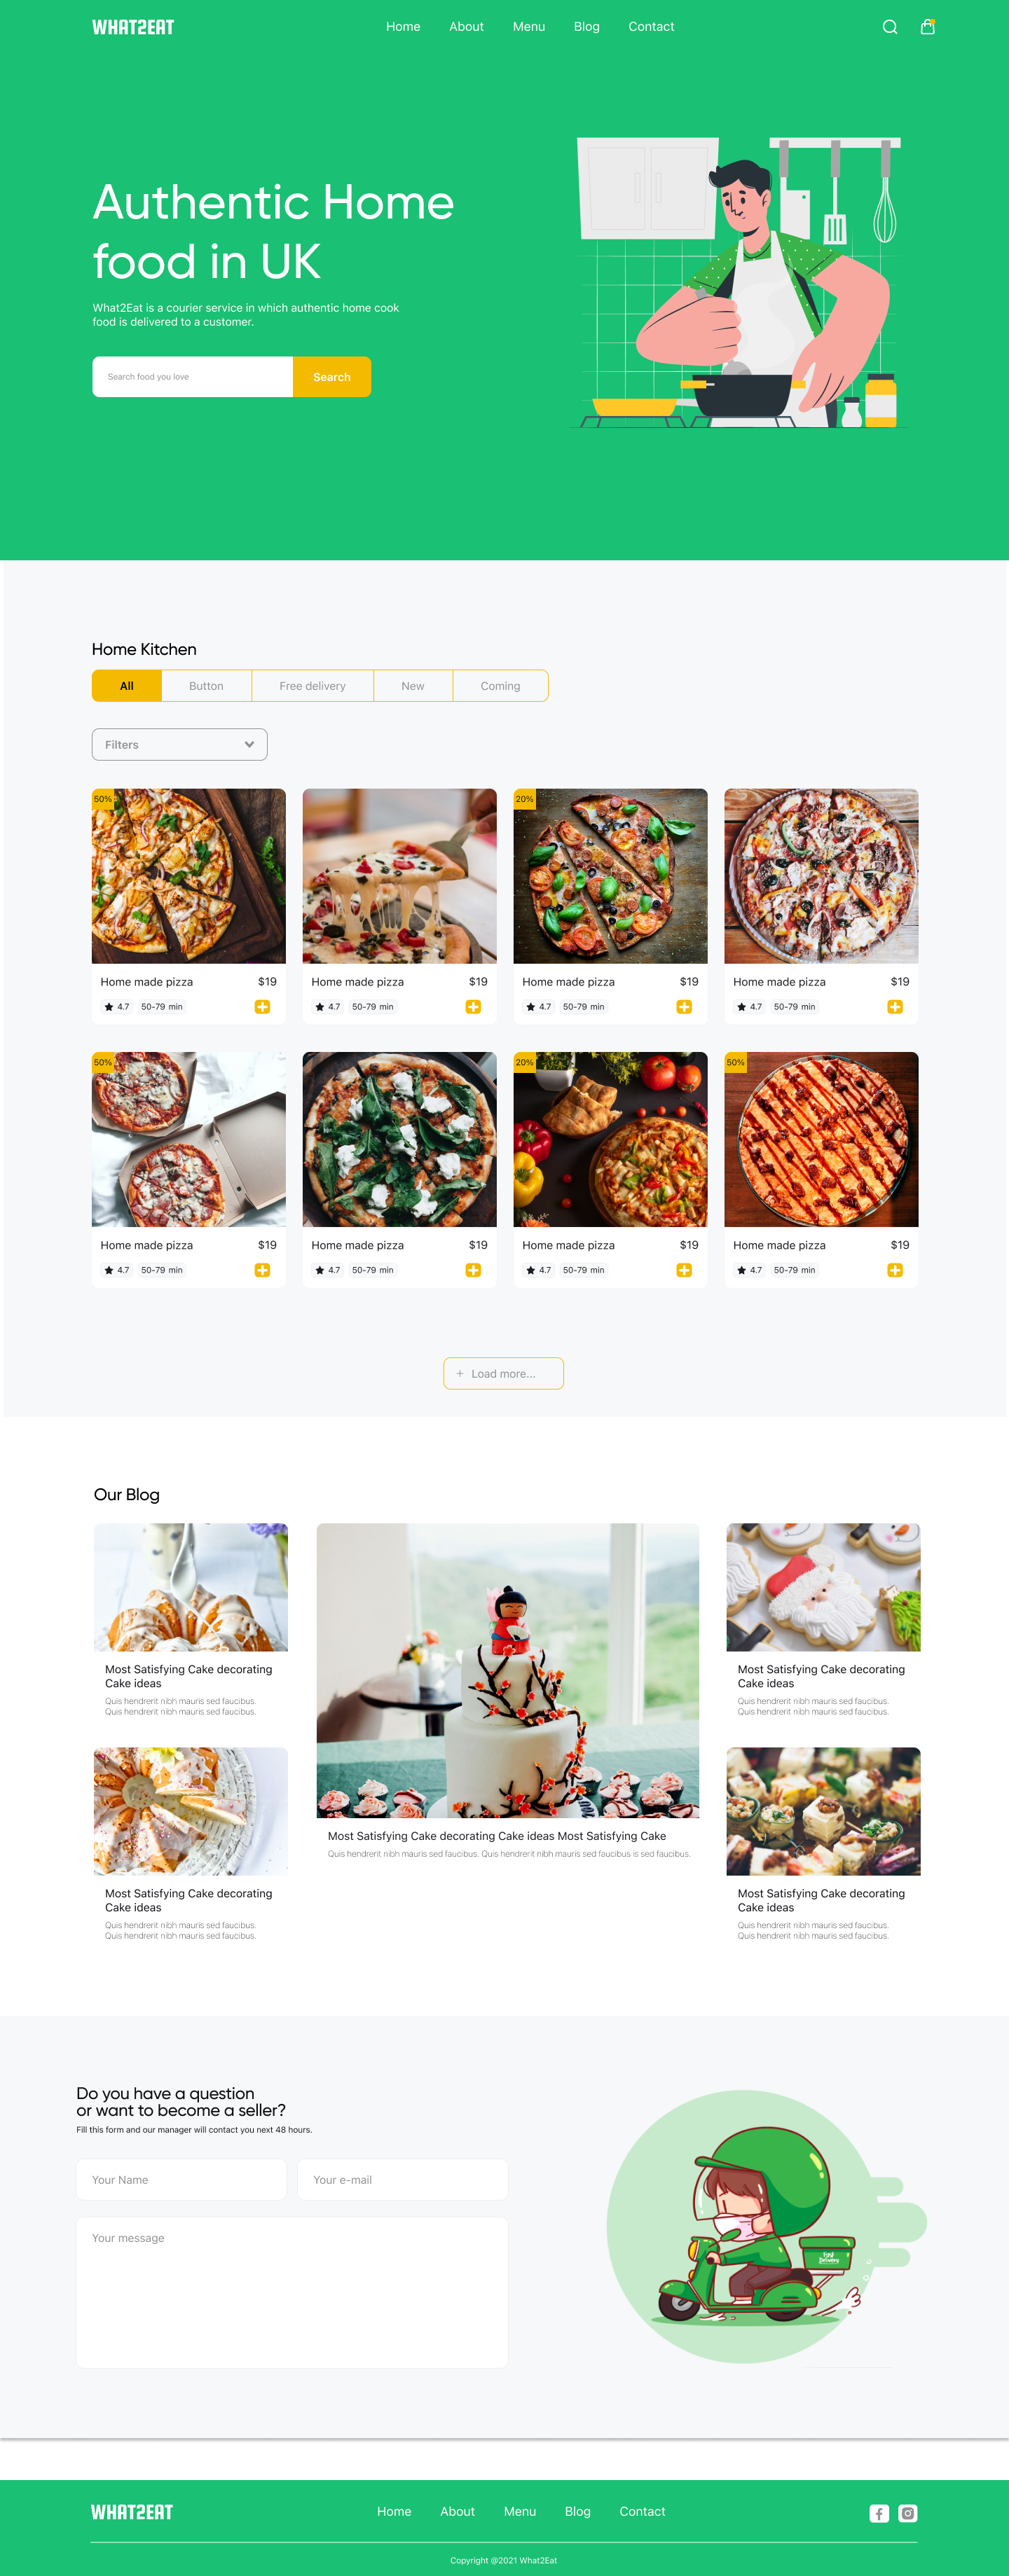 WHAT2EAT
Home About Menu Blog Contact
Authentic Home
food in UK
What2Eat is a courier service in which authentic home cook
food is delivered to a customer.
Search food you love Search
Home Kitchen
All Button Free delivery New Coming
Filters
50% 20%
Home made pizza $19 Home made pizza $19 Home made pizza $19 Home made pizza $19
4.7 50-79 min 4.7 50-79 min 4.7 50-79 min 4.7 50-79 min
50% 20% 50%
Home made pizza $19 Home made pizza $19 Home made pizza $19 Home made pizza $19
4.7 50-79 min 4.7 50-79 min 4.7 50-79 min 4.7 50-79 min
+ Load more...
Our Blog
Most Satisfying Cake decorating
Cake ideas
Quis hendrerit nibh mauris sed faucibus.
Quis hendrerit nibh mauris sed faucibus.
Most Satisfying Cake decorating
Cake ideas
Quis hendrerit nibh mauris sed faucibus.
Quis hendrerit nibh mauris sed faucibus.
Most Satisfying Cake decorating Cake ideas Most Satisfying Cake
Quis hendrerit nibh mauris sed faucibus. Quis hendrerit nibh mauris sed faucibus is sed faucibus.
Most Satisfying Cake decorating
Cake ideas
Quis hendrerit nibh mauris sed faucibus.
Quis hendrerit nibh mauris sed faucibus.
Most Satisfying Cake decorating
Cake ideas
Quis hendrerit nibh mauris sed faucibus.
Quis hendrerit nibh mauris sed faucibus.
Do you have a question
or want to become a seller?
Fill this form and our manager will contact you next 48 hours.
Your Name Your e-mail
Your message
Delivery
WHAT2EAT
Home About Menu Blog Contact
Copyright @2021 What2Eat